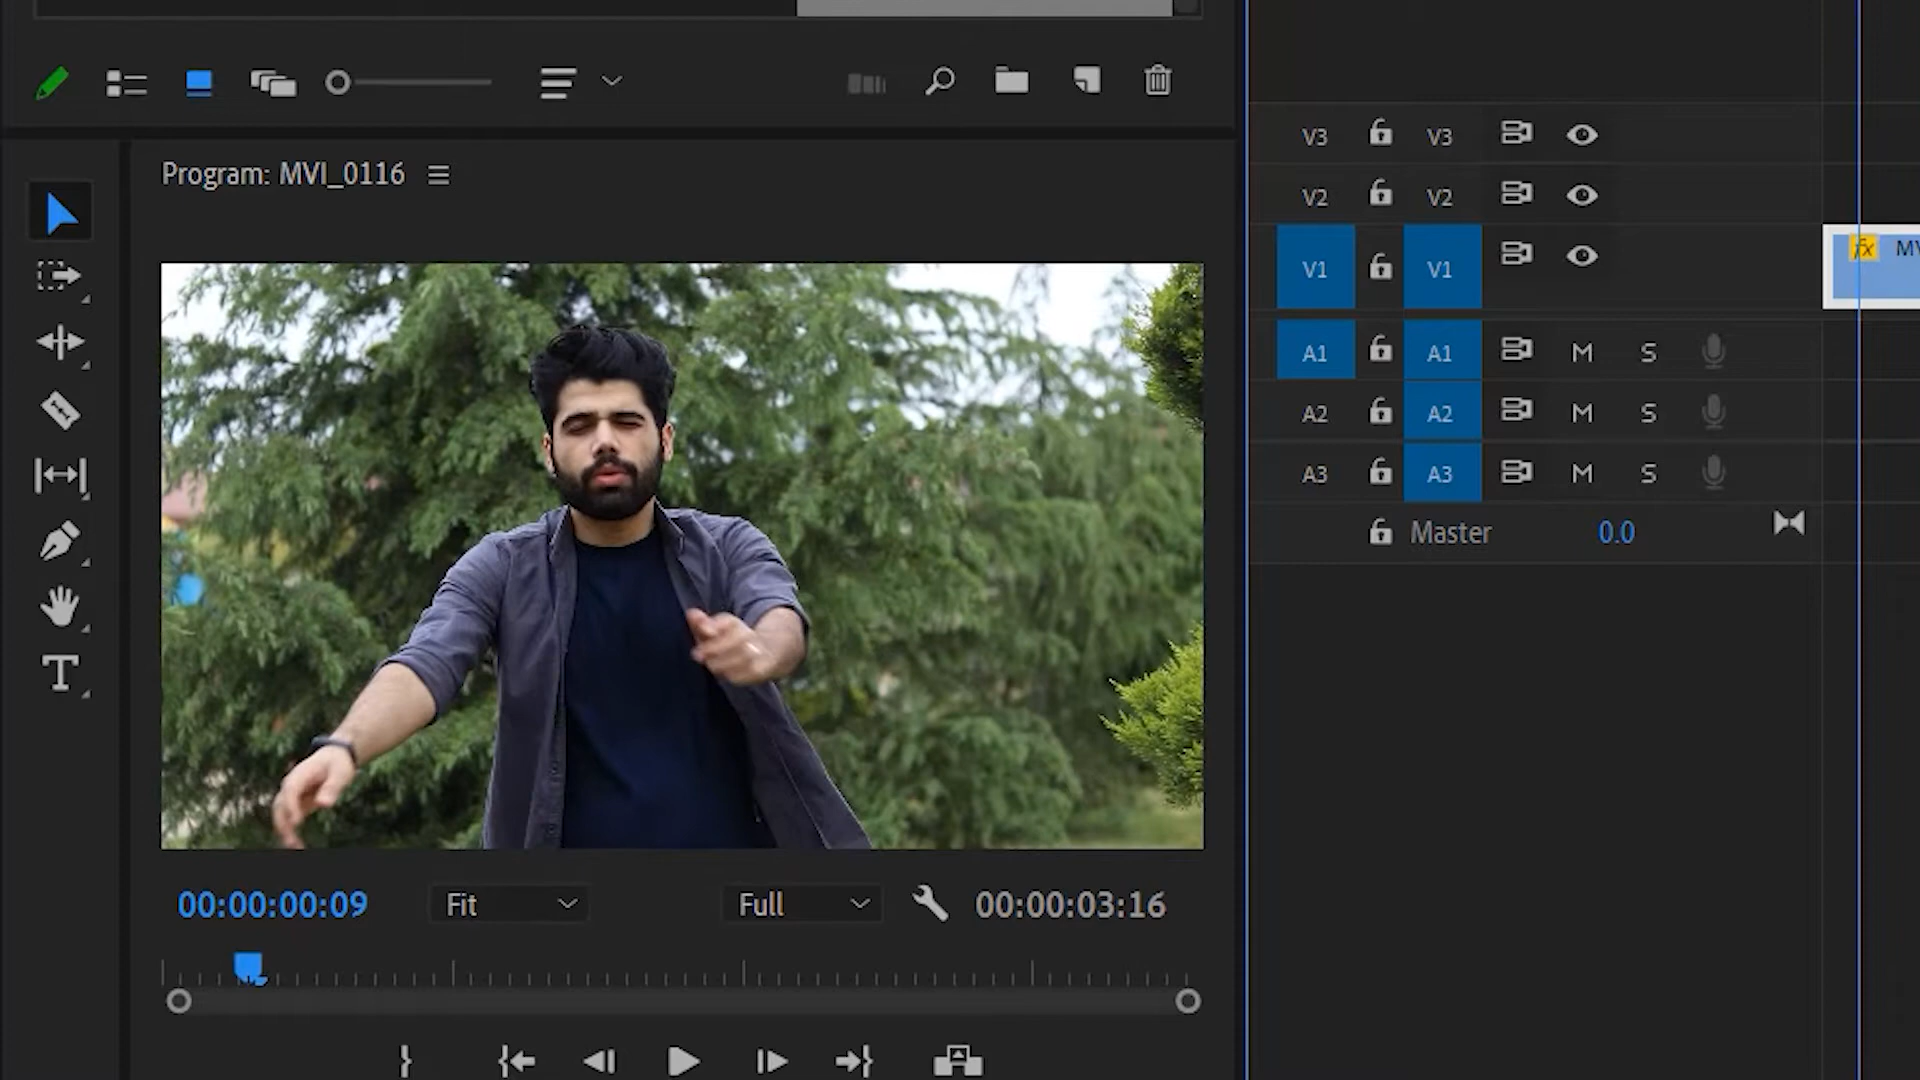 Program: MVI_0116
00:00:00:09 Fit Full 00:00:03:16
V3 V3
V2 V2
V1 V1 fx
A1 A1 M S
A2 A2 M S
A3 A3 M S
Master 0.0